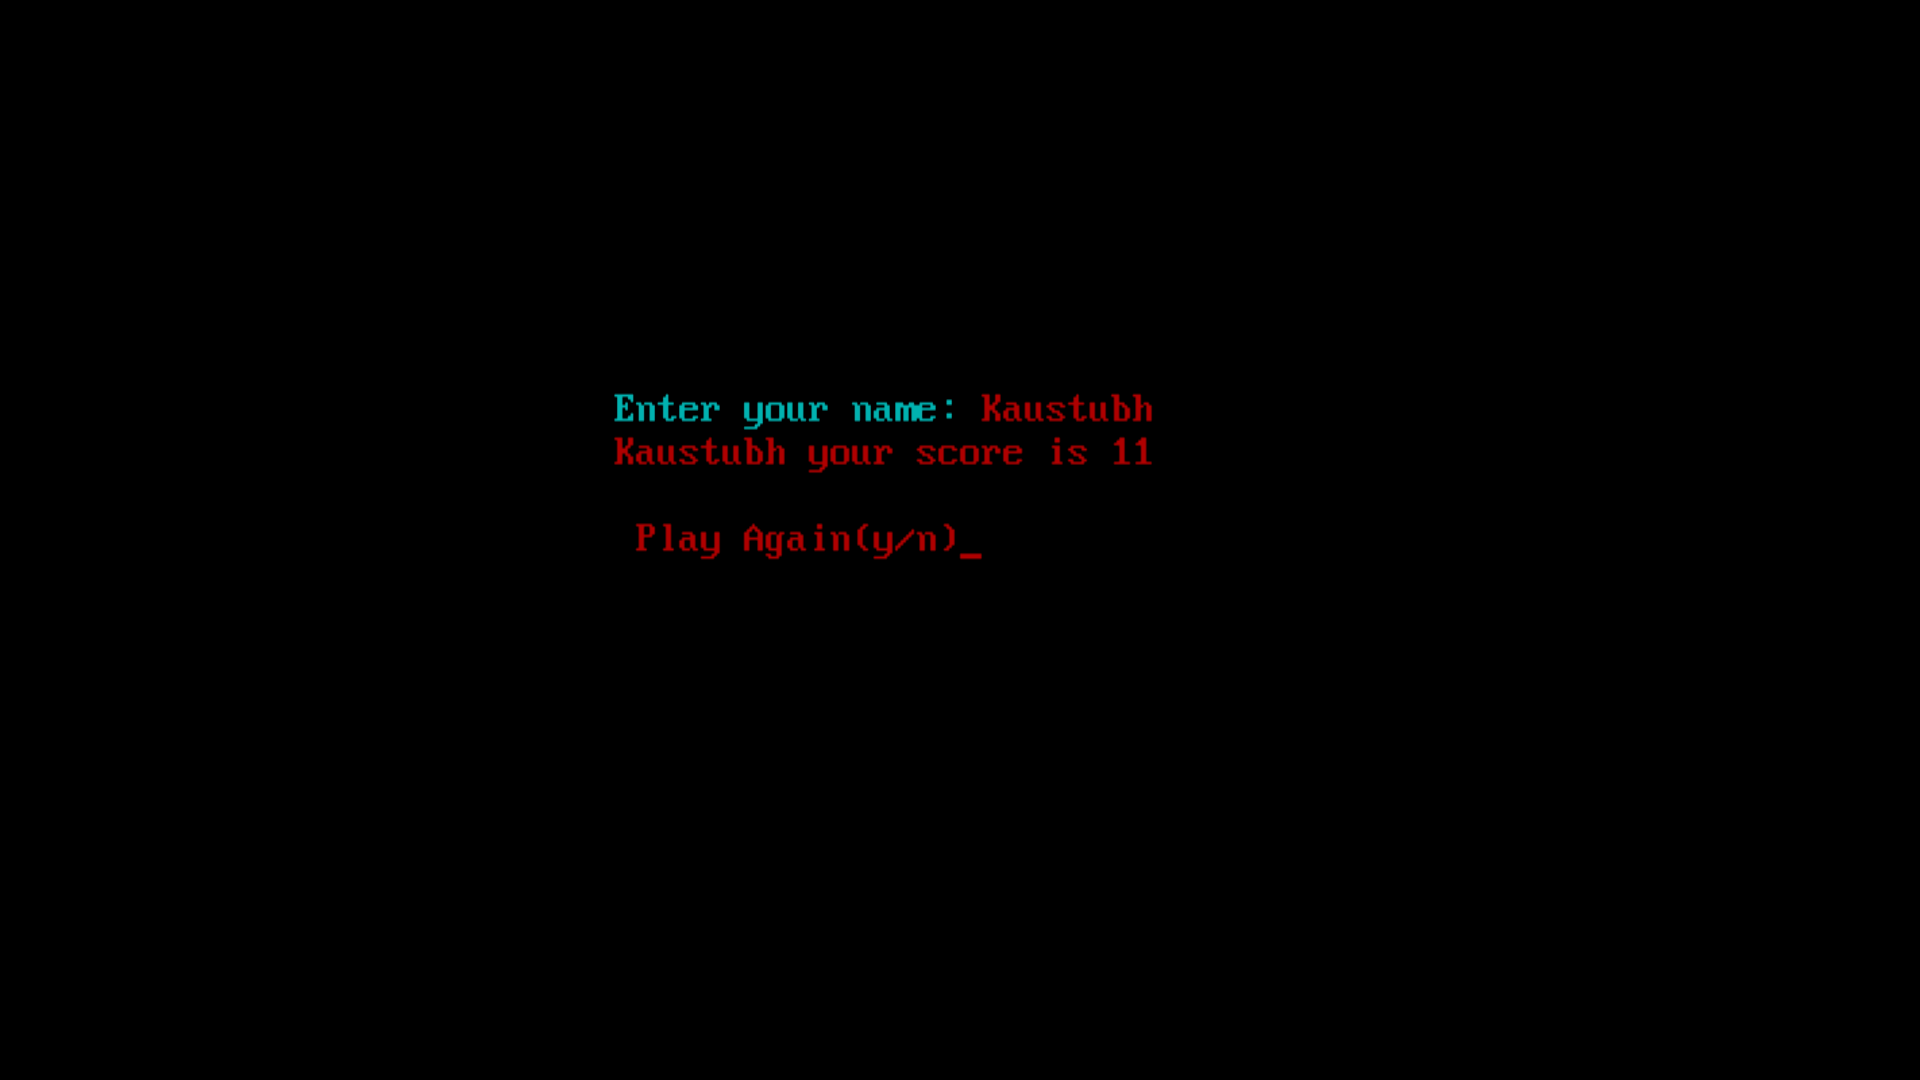 Enter your name: Kaustubh
Kaustubh your score is 11
Play Again(y/n)_